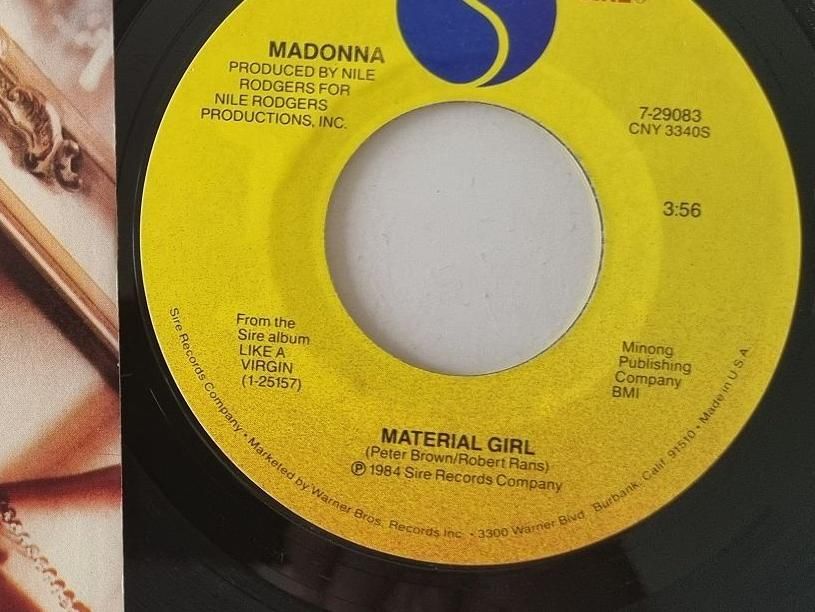 MADONNA
PRODUCED BY NILE
RODGERS FOR
NILE RODGERS
PRODUCTIONS, INC.
7-29083
CNY 3340S
3:56
From the
Sire album
LIKE A
VIRGIN
(1-25157)
Minong
Publishing
Company
BMI
MATERIAL GIRL
(Peter Brown/Robert Rans)
℗ 1984 Sire Records Company
Sire Records Company • Marketed by Warner Bros. Records Inc. • 3300 Warner Blvd. Burbank, Calif. 91510 • Made in U.S.A.